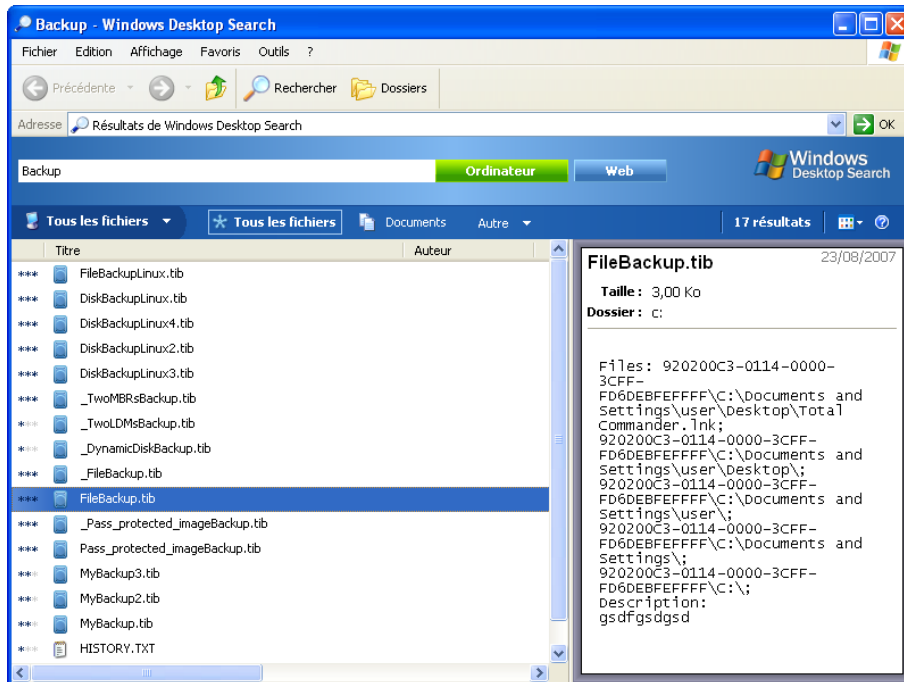 Backup - Windows Desktop Search
Fichier Edition Affichage Favoris Outils ?
Précédente Rechercher Dossiers
Adresse Résultats de Windows Desktop Search OK
Backup Ordinateur Web Windows Desktop Search
Tous les fichiers Tous les fichiers Documents Autre 17 résultats
Titre Auteur
FileBackupLinux.tib
DiskBackupLinux.tib
DiskBackupLinux4.tib
DiskBackupLinux2.tib
DiskBackupLinux3.tib
_TwoMBRsBackup.tib
_TwoLDMsBackup.tib
_DynamicDiskBackup.tib
_FileBackup.tib
FileBackup.tib
_Pass_protected_imageBackup.tib
Pass_protected_imageBackup.tib
MyBackup3.tib
MyBackup2.tib
MyBackup.tib
HISTORY.TXT
FileBackup.tib 23/08/2007
Taille : 3,00 Ko
Dossier : c:
Files: 920200C3-0114-0000-
3CFF-
FD6DEBFEFFFF\C:\Documents and
Settings\user\Desktop\Total
Commander.lnk;
920200C3-0114-0000-3CFF-
FD6DEBFEFFFF\C:\Documents and
Settings\user\Desktop\;
920200C3-0114-0000-3CFF-
FD6DEBFEFFFF\C:\Documents and
Settings\user\;
920200C3-0114-0000-3CFF-
FD6DEBFEFFFF\C:\Documents and
Settings\;
920200C3-0114-0000-3CFF-
FD6DEBFEFFFF\C:\;
Description:
gsdfgsdgsd